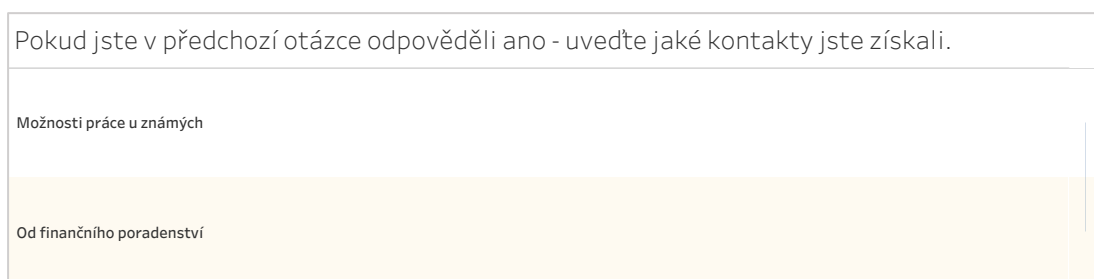 Pokud jste v předchozí otázce odpověděli ano - uveďte jaké kontakty jste získali.
Možnosti práce u známých
Od finančního poradenství